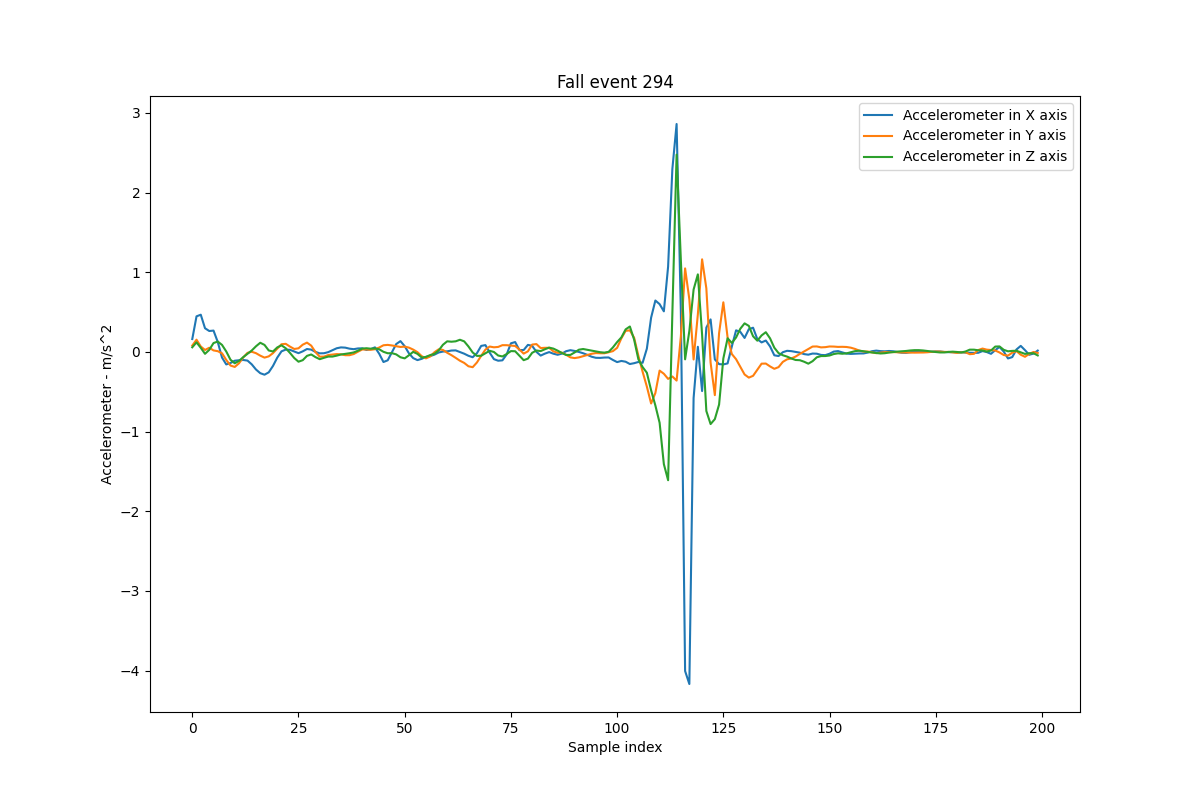 Fall event 294
Accelerometer in X axis
Accelerometer in Y axis
Accelerometer in Z axis
Accelerometer - m/s^2
3
2
1
0
−1
−2
−3
−4
0 25 50 75 100 125 150 175 200
Sample index